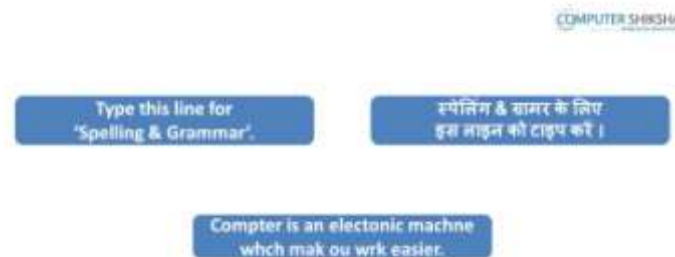 COMPUTER SHIKSHA
Type this line for
'Spelling & Grammar'.
स्पेलिंग & ग्रामर के लिए
इस लाइन को टाइप करें ।
Compter is an electonic machne
whch mak ou wrk easier.